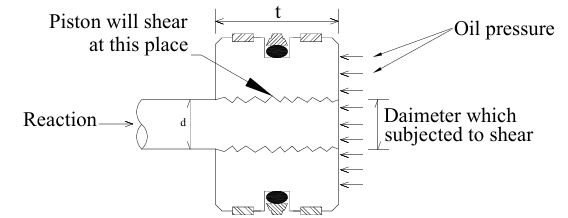 t
Piston will shear
at this place
Oil pressure
Reaction
d
Daimeter which
subjected to shear